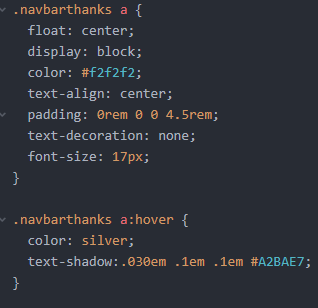 .navbarthanks a {
float: center;
display: block;
color: #f2f2f2;
text-align: center;
padding: 0rem 0 0 4.5rem;
text-decoration: none;
font-size: 17px;
}
.navbarthanks a:hover {
color: silver;
text-shadow:.030em .1em .1em #A2BAE7;
}